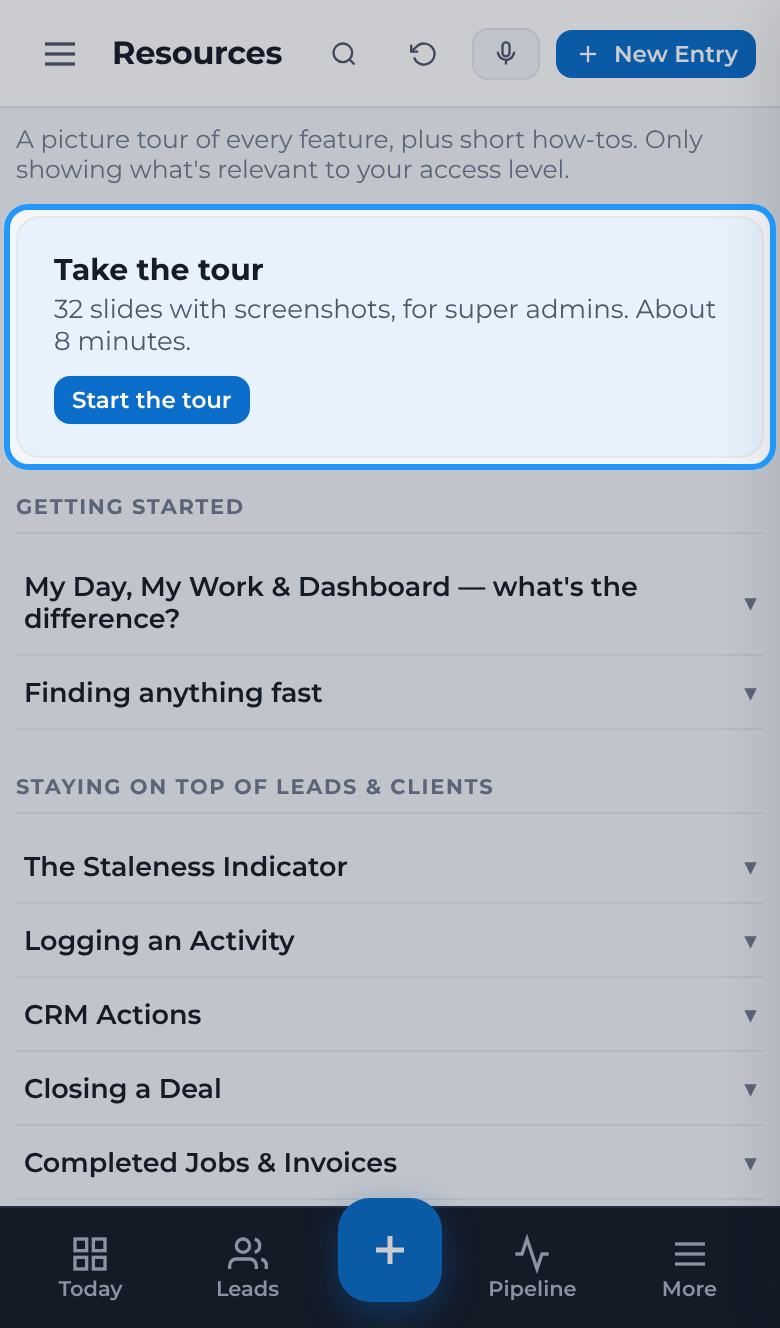 Resources
+ New Entry
A picture tour of every feature, plus short how-tos. Only
showing what's relevant to your access level.
Take the tour
32 slides with screenshots, for super admins. About
8 minutes.
Start the tour
GETTING STARTED
My Day, My Work & Dashboard — what's the
difference?
Finding anything fast
STAYING ON TOP OF LEADS & CLIENTS
The Staleness Indicator
Logging an Activity
CRM Actions
Closing a Deal
Completed Jobs & Invoices
Today
Leads
Pipeline
More